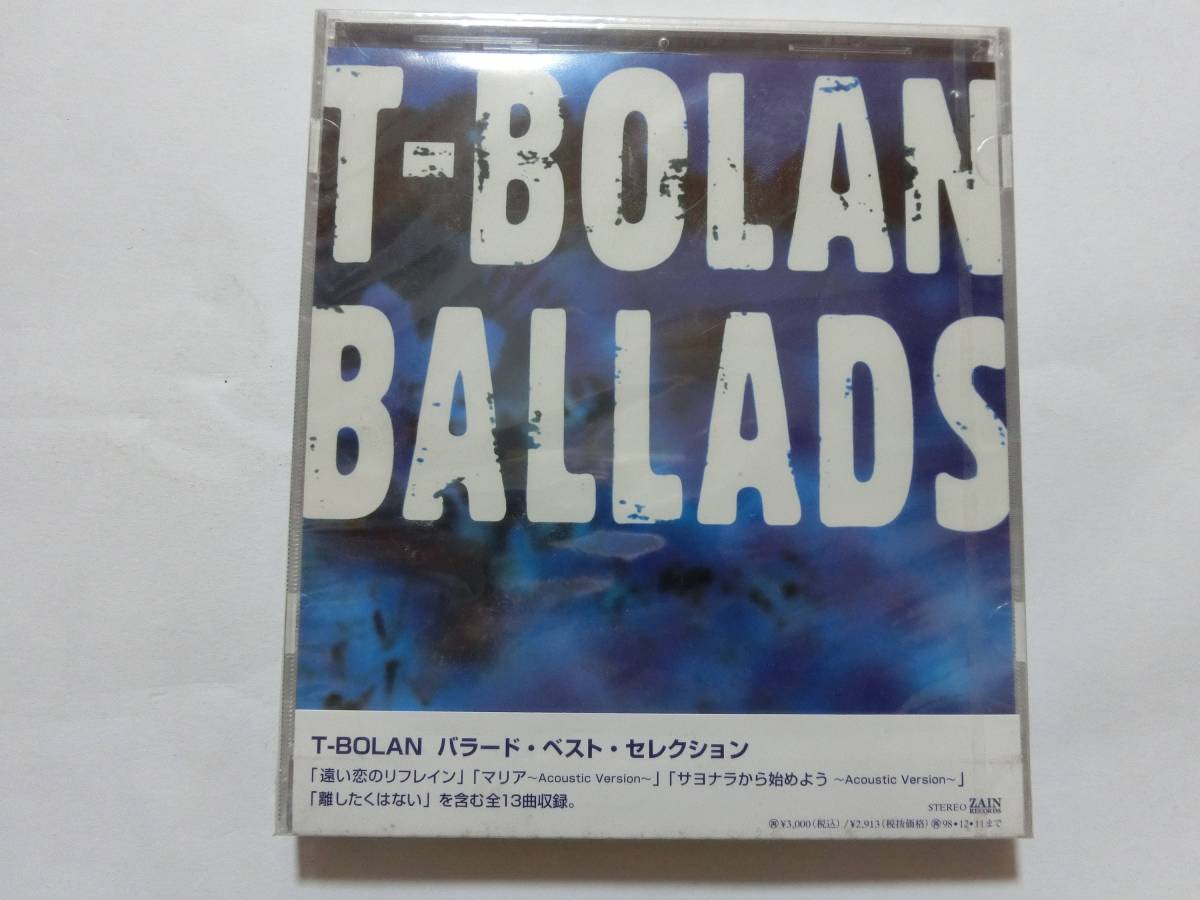 T-BOLAN
BALLADS
T-BOLAN バラード・ベスト・セレクション
「遠い恋のリフレイン」「マリア~Acoustic Version~」「サヨナラから始めよう ~Acoustic Version~」
「離したくはない」を含む全13曲収録。
STEREO ZAIN
RECORDS
㊢¥3,000(税込)/¥2,913(税抜価格)㊢98•12•11まで